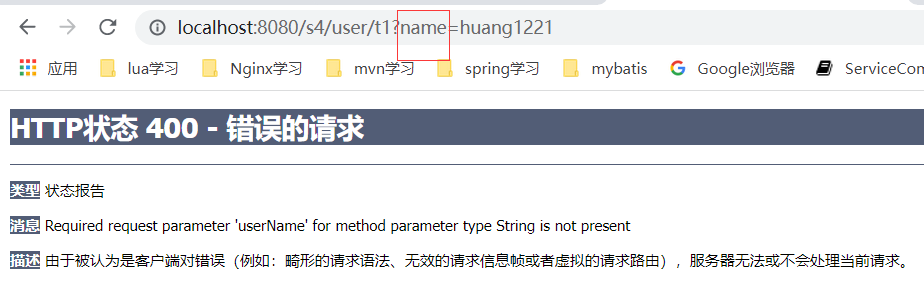 localhost:8080/s4/user/t1?name=huang1221
应用 lua学习 Nginx学习 mvn学习 spring学习 mybatis Google浏览器 ServiceCom
HTTP状态 400 - 错误的请求
类型 状态报告
消息 Required request parameter 'userName' for method parameter type String is not present
描述 由于被认为是客户端对错误（例如：畸形的请求语法、无效的请求信息帧或者虚拟的请求路由），服务器无法或不会处理当前请求。